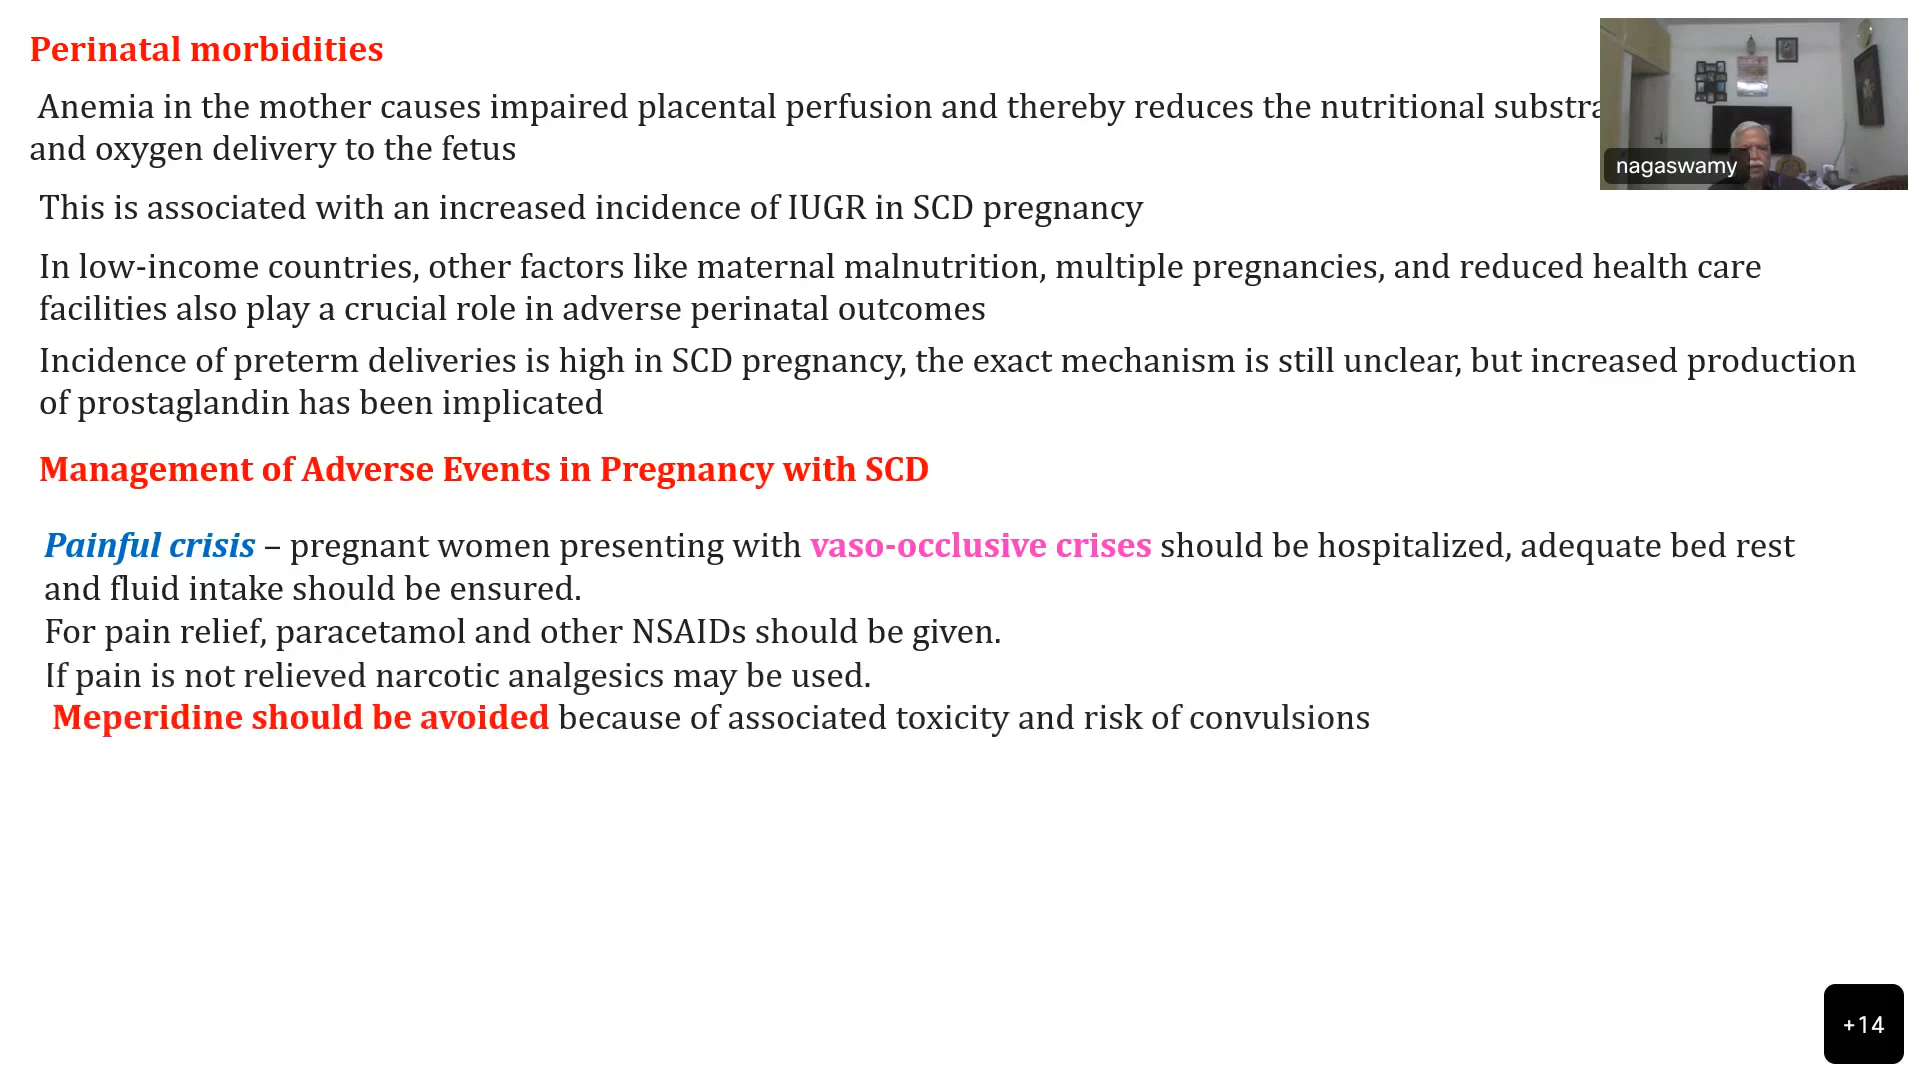 Perinatal morbidities
Anemia in the mother causes impaired placental perfusion and thereby reduces the nutritional
and oxygen delivery to the fetus
This is associated with an increased incidence of IUGR in SCD pregnancy
In low-income countries, other factors like maternal malnutrition, multiple pregnancies, and reduced health care
facilities also play a crucial role in adverse perinatal outcomes
Incidence of preterm deliveries is high in SCD pregnancy, the exact mechanism is still unclear, but increased production
of prostaglandin has been implicated
Management of Adverse Events in Pregnancy with SCD
Painful crisis – pregnant women presenting with vaso-occlusive crises should be hospitalized, adequate bed rest
and fluid intake should be ensured.
For pain relief, paracetamol and other NSAIDs should be given.
If pain is not relieved narcotic analgesics may be used.
Meperidine should be avoided because of associated toxicity and risk of convulsions
nagaswamy
+14